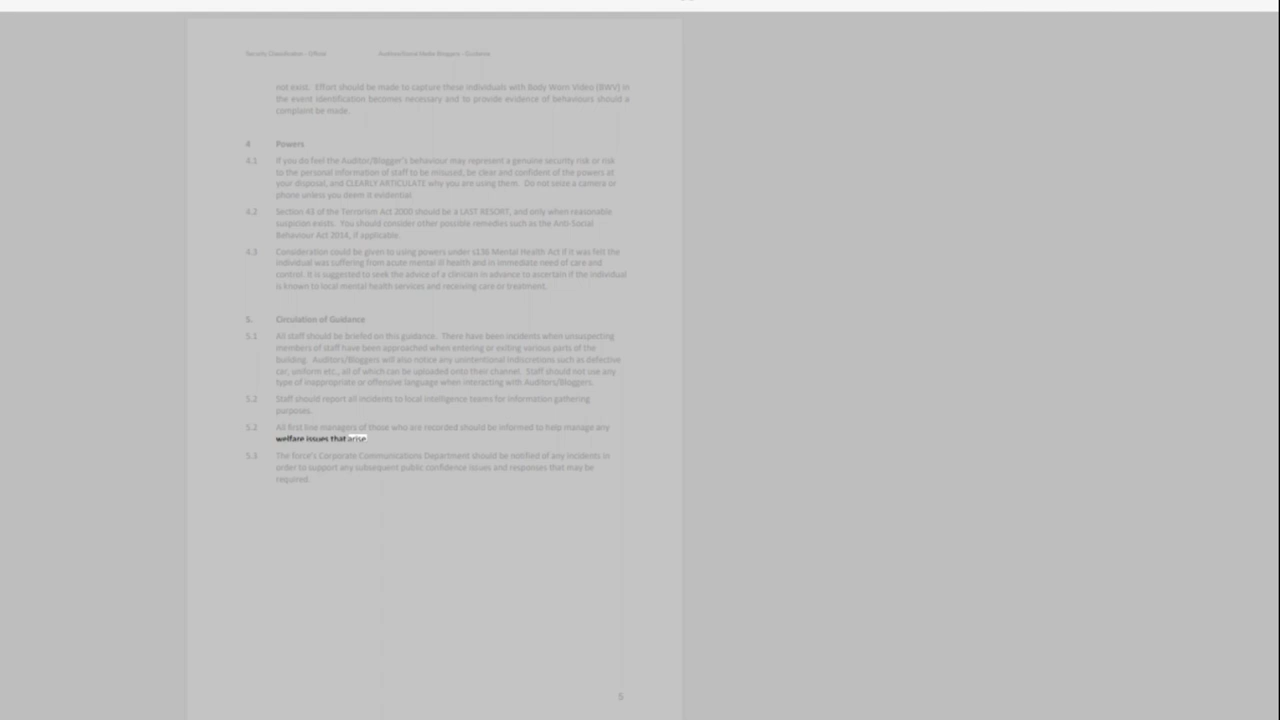 Security Classification - Official Auditors/Social Media Bloggers - Guidance
not exist. Effort should be made to capture these individuals with Body Worn Video (BWV) in
the event identification becomes necessary and to provide evidence of behaviours should a
complaint be made.
4 Powers
4.1 If you do feel the Auditor/Blogger's behaviour may represent a genuine security risk or risk
to the personal information of staff to be misused, be clear and confident of the powers at
your disposal, and CLEARLY ARTICULATE why you are using them. Do not seize a camera or
phone unless you deem it evidential.
4.2 Section 43 of the Terrorism Act 2000 should be a LAST RESORT, and only when reasonable
suspicion exists. You should consider other possible remedies such as the Anti-Social
Behaviour Act 2014, if applicable.
4.3 Consideration could be given to using powers under s136 Mental Health Act if it was felt the
individual was suffering from acute mental ill health and in immediate need of care and
control. It is suggested to seek the advice of a clinician in advance to ascertain if the individual
is known to local mental health services and receiving care or treatment.
5. Circulation of Guidance
5.1 All staff should be briefed on this guidance. There have been incidents when unsuspecting
members of staff have been approached when entering or exiting various parts of the
building. Auditors/Bloggers will also notice any unintentional indiscretions such as defective
car, uniform etc., all of which can be uploaded onto their channel. Staff should not use any
type of inappropriate or offensive language when interacting with Auditors/Bloggers.
5.2 Staff should report all incidents to local intelligence teams for information gathering
purposes.
5.2 All first line managers of those who are recorded should be informed to help manage any
welfare issues that arise.
5.3 The force's Corporate Communications Department should be notified of any incidents in
order to support any subsequent public confidence issues and responses that may be
required.
5